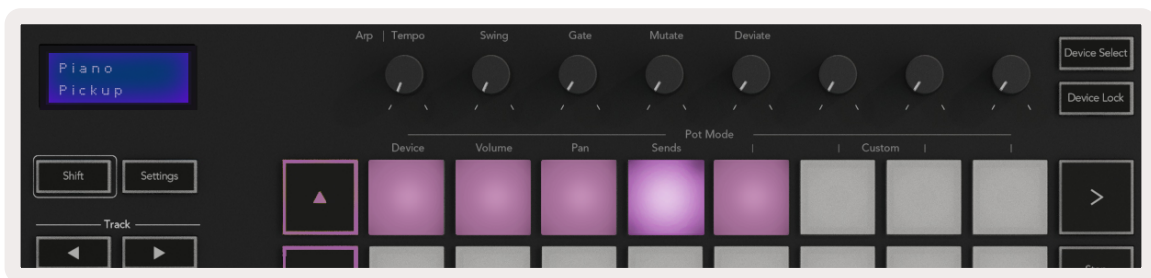 Arp | Tempo Swing Gate Mutate Deviate
Device Select
Piano
Pickup
Device Lock
Pot Mode
Device Volume Pan Sends | | Custom | |
Shift Settings
Track